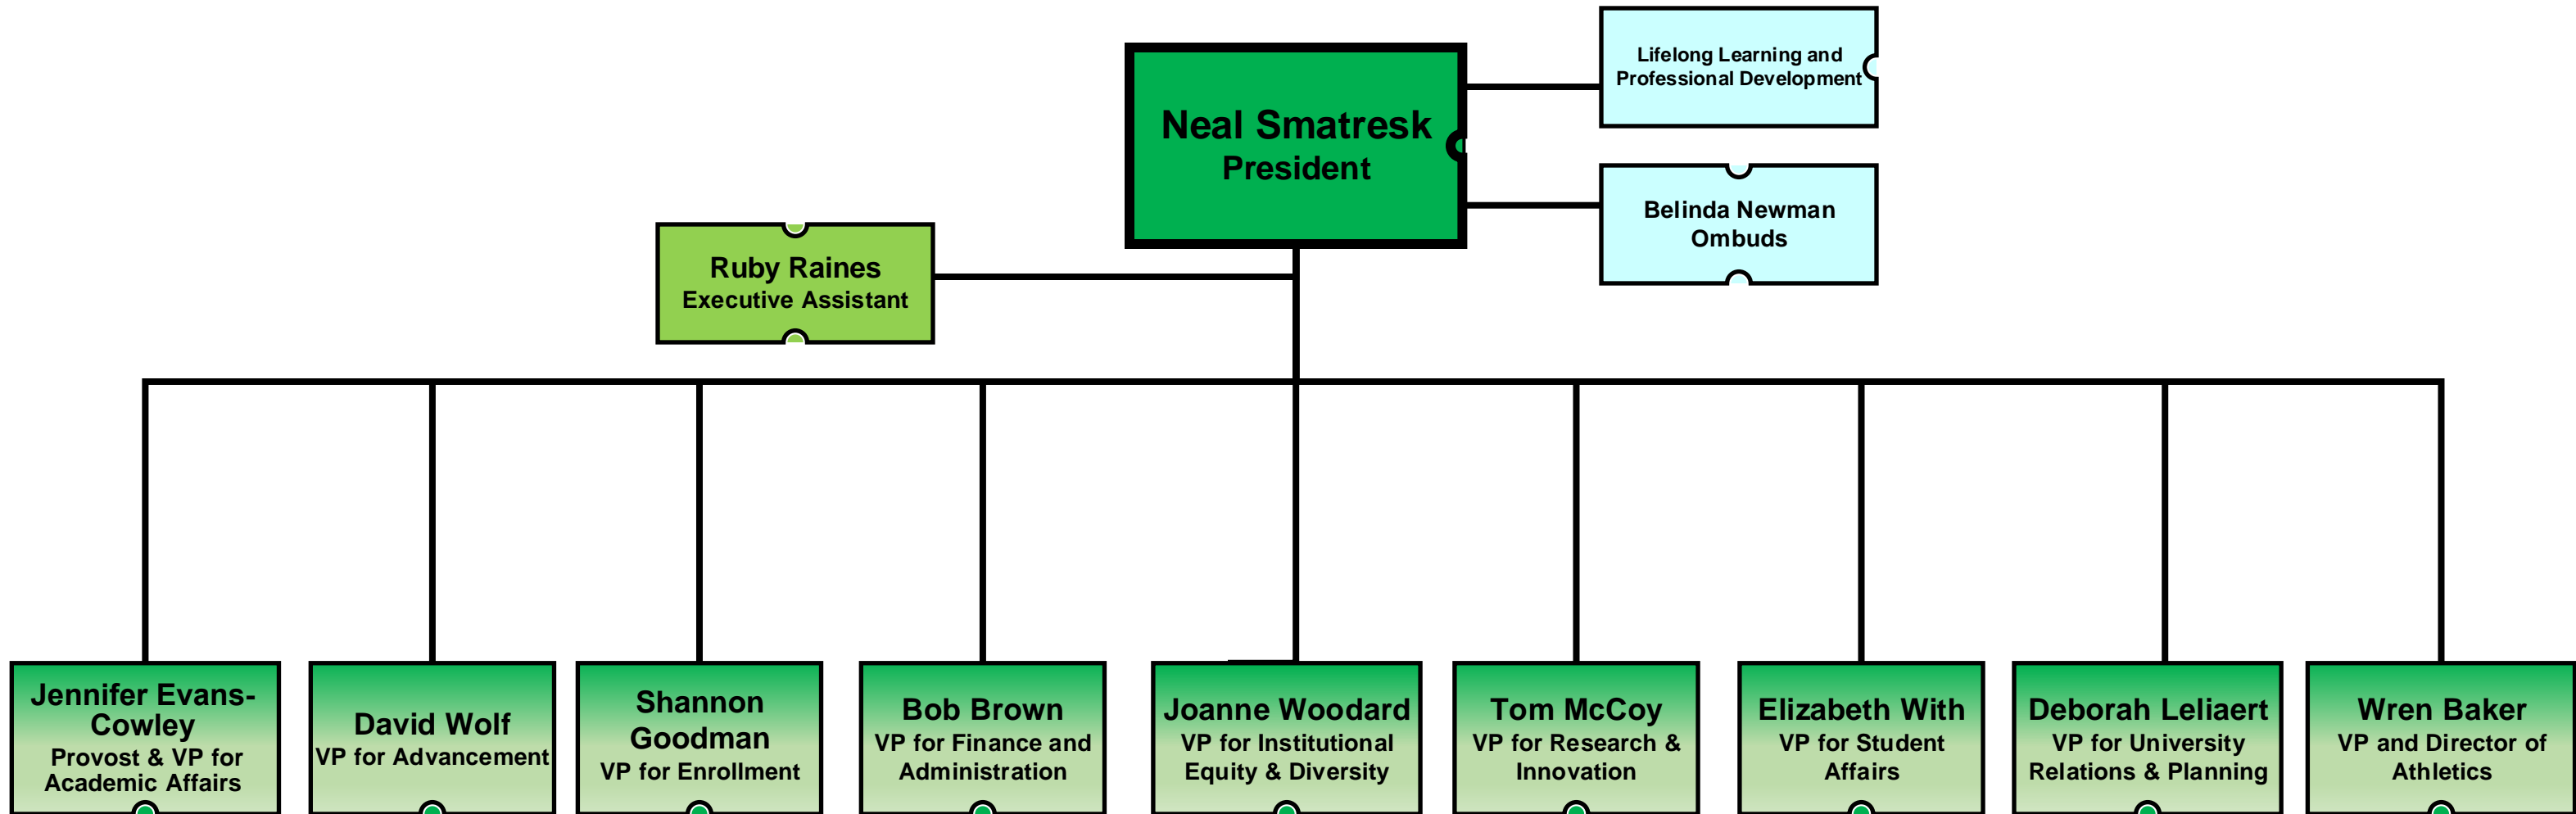 Lifelong Learning and
Professional Development
Neal Smatresk
President
Belinda Newman
Ombuds
Ruby Raines
Executive Assistant
Jennifer Evans-
Cowley
Provost & VP for
Academic Affairs
David Wolf
VP for Advancement
Shannon
Goodman
VP for Enrollment
Bob Brown
VP for Finance and
Administration
Joanne Woodard
VP for Institutional
Equity & Diversity
Tom McCoy
VP for Research &
Innovation
Elizabeth With
VP for Student
Affairs
Deborah Leliaert
VP for University
Relations & Planning
Wren Baker
VP and Director of
Athletics